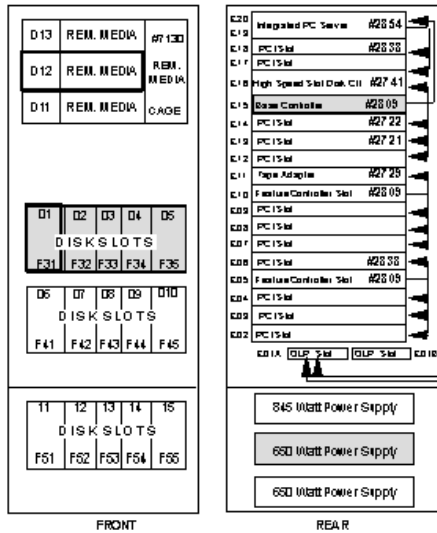 D13 REM. MEDIA #7130
D12 REM. MEDIA REM. MEDIA
D11 REM. MEDIA CAGE
D1 D2 D3 D4 D5
DISK SLOTS
F31 F32 F33 F34 F35
D6 D7 D8 D9 D10
DISK SLOTS
F41 F42 F43 F44 F45
11 12 13 14 15
DISK SLOTS
F51 F52 F53 F54 F55
FRONT
E20 Integrated PC Server #2854
E19
E18 PCI Slot #2838
E17 PCI Slot
E16 High Speed Slot Disk Ctl #2741
E15 Base Controller #2809
E14 PCI Slot #2722
E13 PCI Slot #2721
E12 PCI Slot
E11 Tape Adapter #2729
E10 Feature Controller Slot #2809
E09 PCI Slot
E08 PCI Slot
E07 PCI Slot
E06 PCI Slot #2838
E05 Feature Controller Slot #2809
E04 PCI Slot
E03 PCI Slot
E02 PCI Slot
E01A OLP Slot OLP Slot E01B
845 Watt Power Supply
650 Watt Power Supply
650 Watt Power Supply
REAR